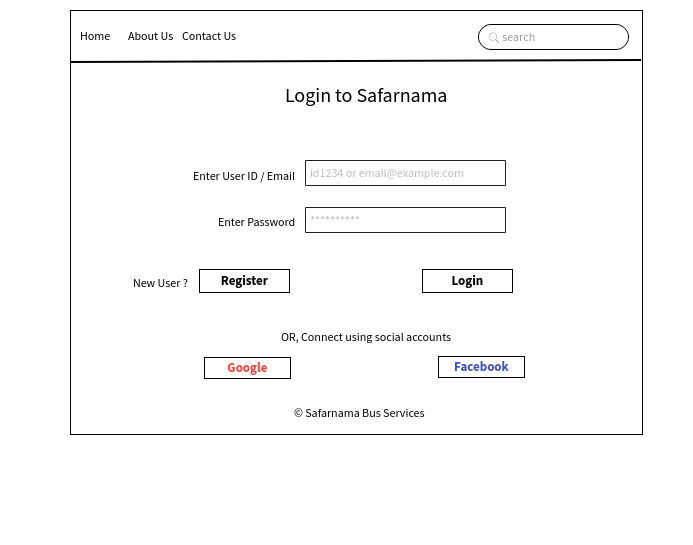 Home About Us Contact Us search
Login to Safarnama
Enter User ID / Email id1234 or email@example.com
Enter Password **********
New User ? Register Login
OR, Connect using social accounts
Google Facebook
© Safarnama Bus Services